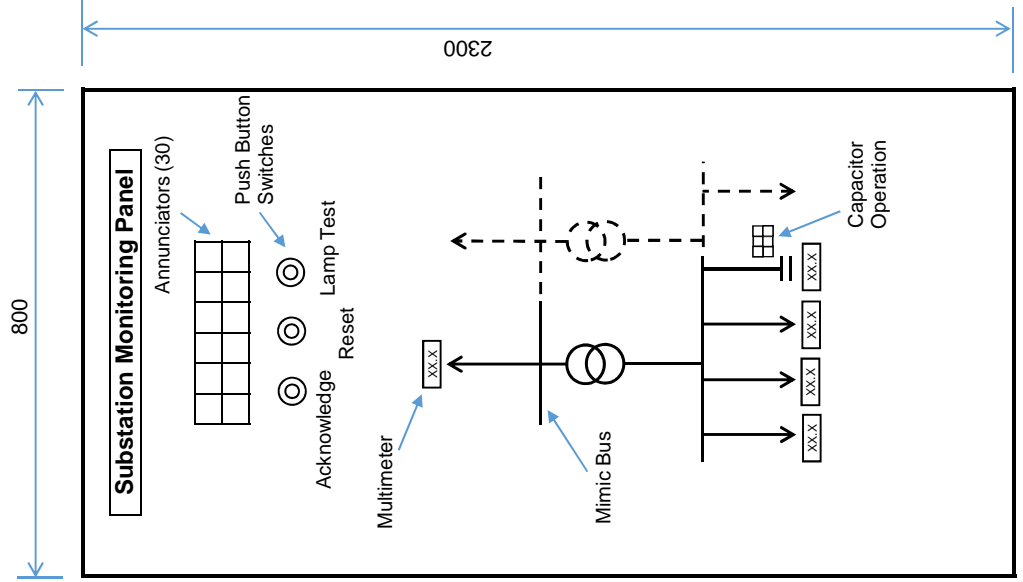 2300
800
Substation Monitoring Panel
Annunciators (30)
Push Button
Switches
Lamp Test
Reset
Acknowledge
Multimeter
XX.X
Mimic Bus
Capacitor
Operation
XX.X
XX.X
XX.X
XX.X